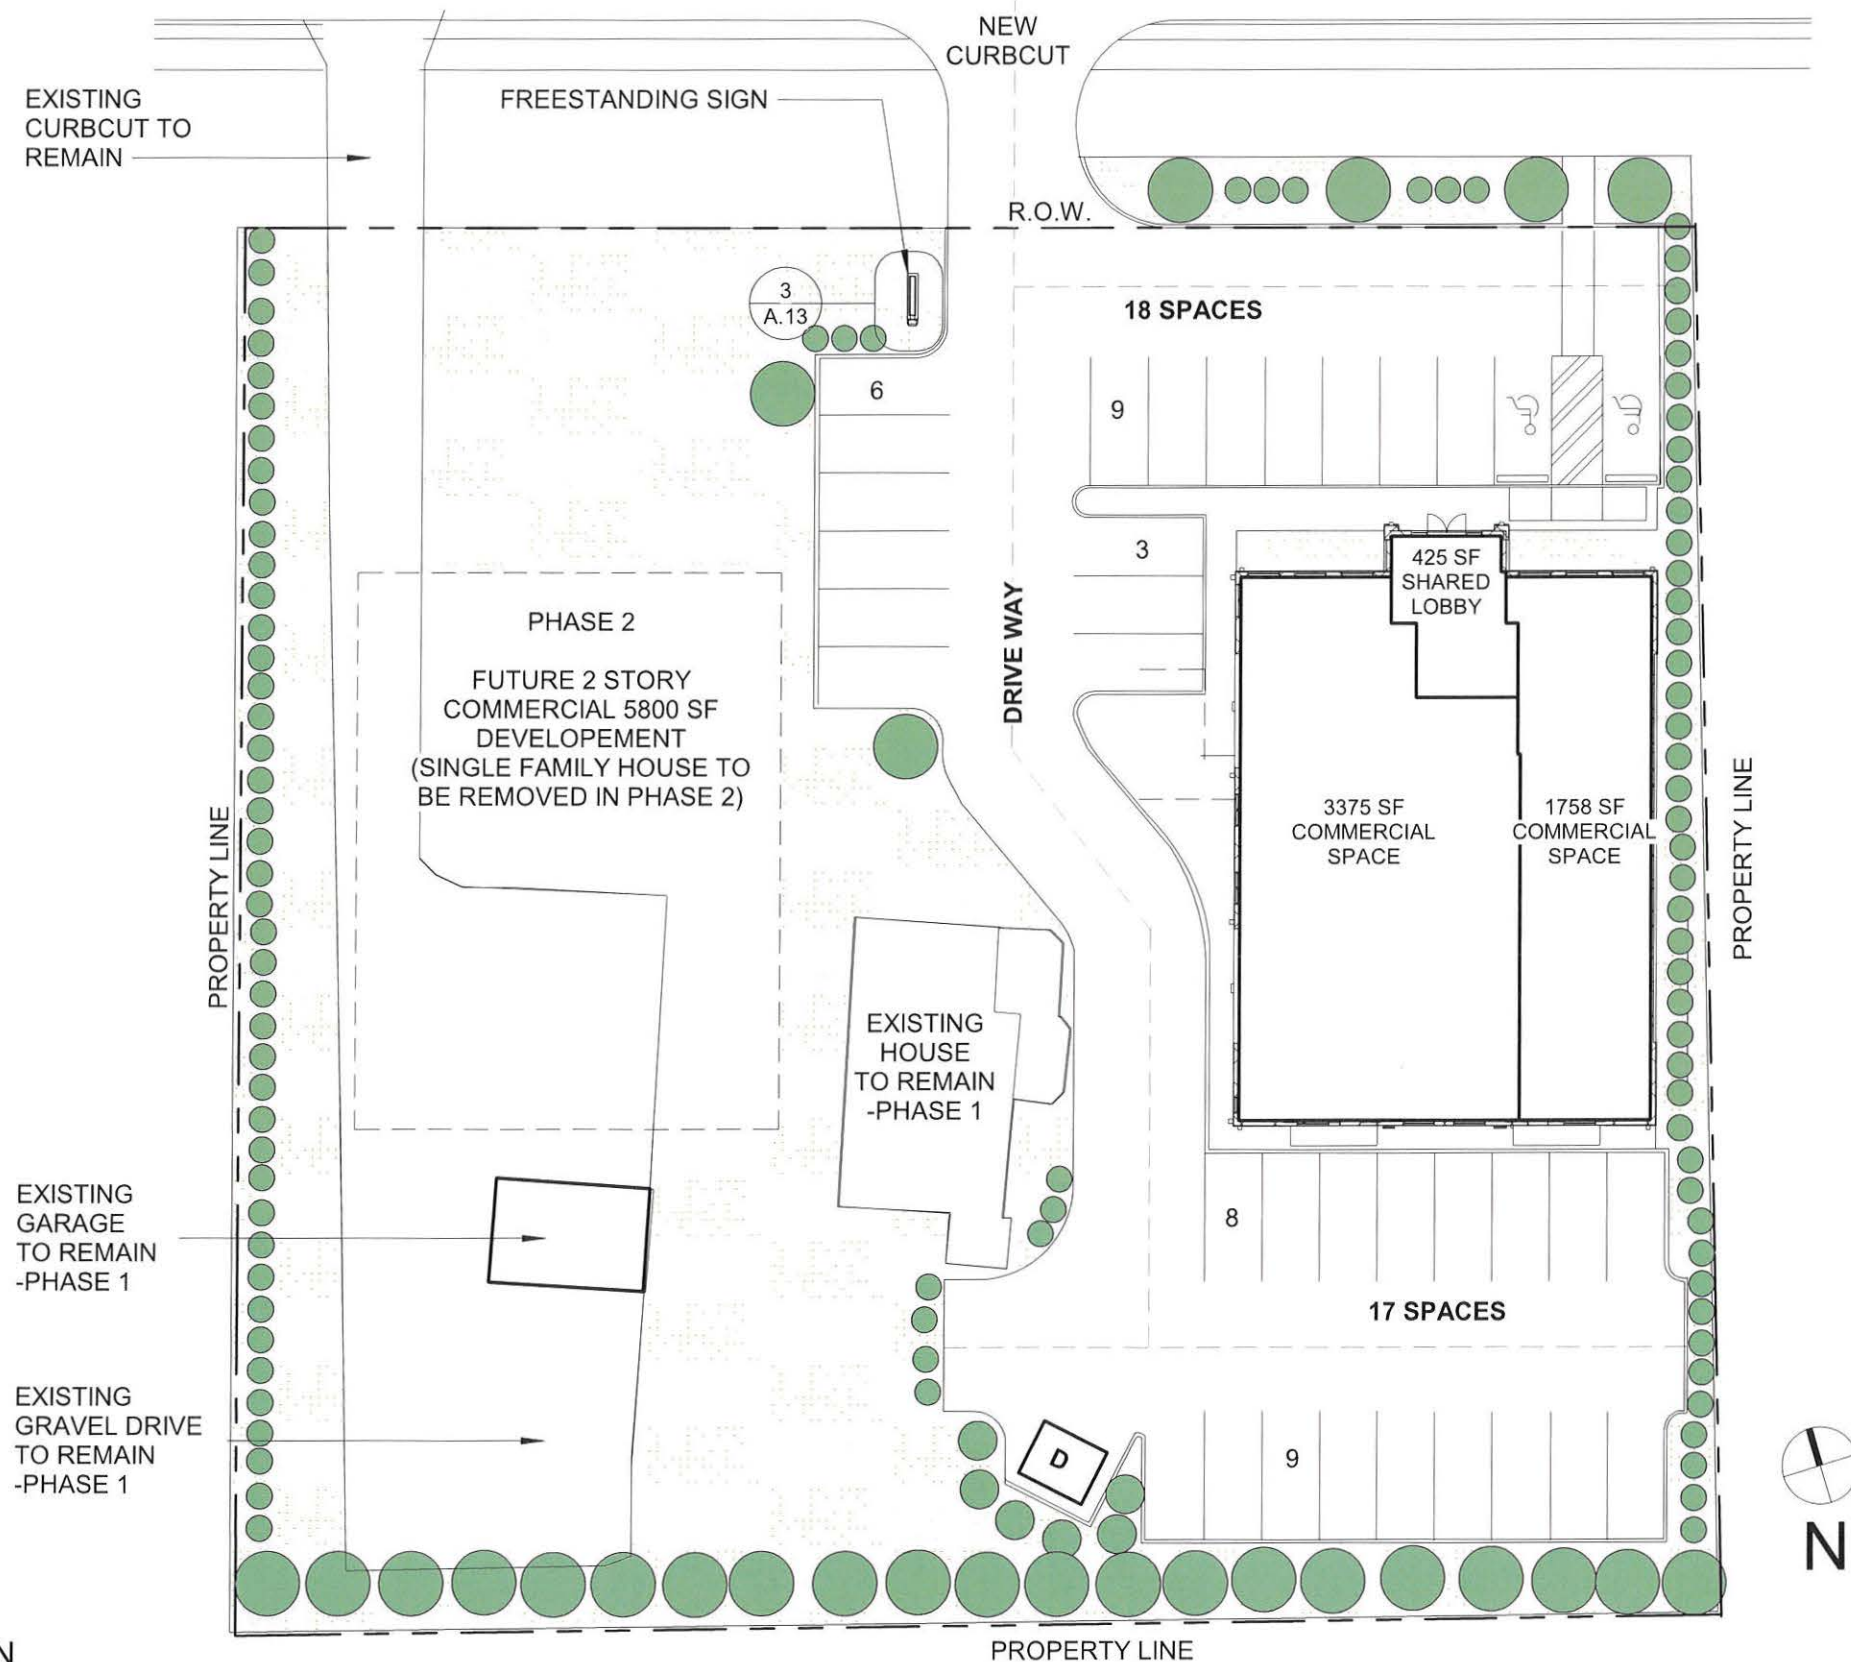 NEW
CURBCUT
EXISTING
CURBCUT TO
REMAIN
FREESTANDING SIGN
R.O.W.
3
A.13
18 SPACES
6
9
3
425 SF
SHARED
LOBBY
DRIVE WAY
PHASE 2
FUTURE 2 STORY
COMMERCIAL 5800 SF
DEVELOPEMENT
(SINGLE FAMILY HOUSE TO
BE REMOVED IN PHASE 2)
3375 SF
COMMERCIAL
SPACE
1758 SF
COMMERCIAL
SPACE
PROPERTY LINE
PROPERTY LINE
EXISTING
HOUSE
TO REMAIN
-PHASE 1
EXISTING
GARAGE
TO REMAIN
-PHASE 1
8
17 SPACES
EXISTING
GRAVEL DRIVE
TO REMAIN
-PHASE 1
D
9
N
PROPERTY LINE
N